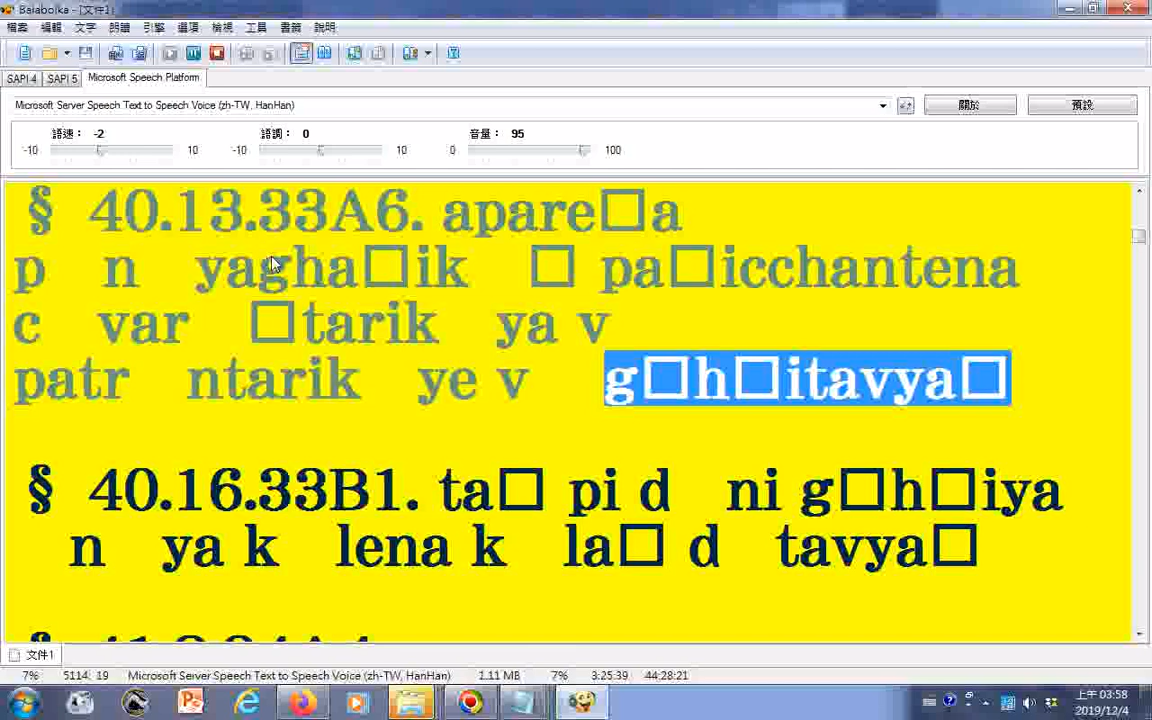 Balabolka - [文件1]
檔案 編輯 文字 朗讀 引擎 選項 檢視 工具 書籤 說明
SAPI 4 SAPI 5 Microsoft Speech Platform
Microsoft Server Speech Text to Speech Voice (zh-TW, HanHan) 關於 預設
語速： -2 語調： 0 音量： 95
-10 10 -10 10 0 100
§ 40.13.33A6. apare□a
p n yagha□ik □ pa□icchantena
c var □tarik ya v
patr ntarik ye v g□h□itavya□
§ 40.16.33B1. ta□ pi d ni g□h□iya
n ya k lena k la□ d tavya□
文件1
7% 5114, 19 Microsoft Server Speech Text to Speech Voice (zh-TW, HanHan) 1.11 MB 7% 3:25:39 44:28:21
上午 03:58
2019/12/4